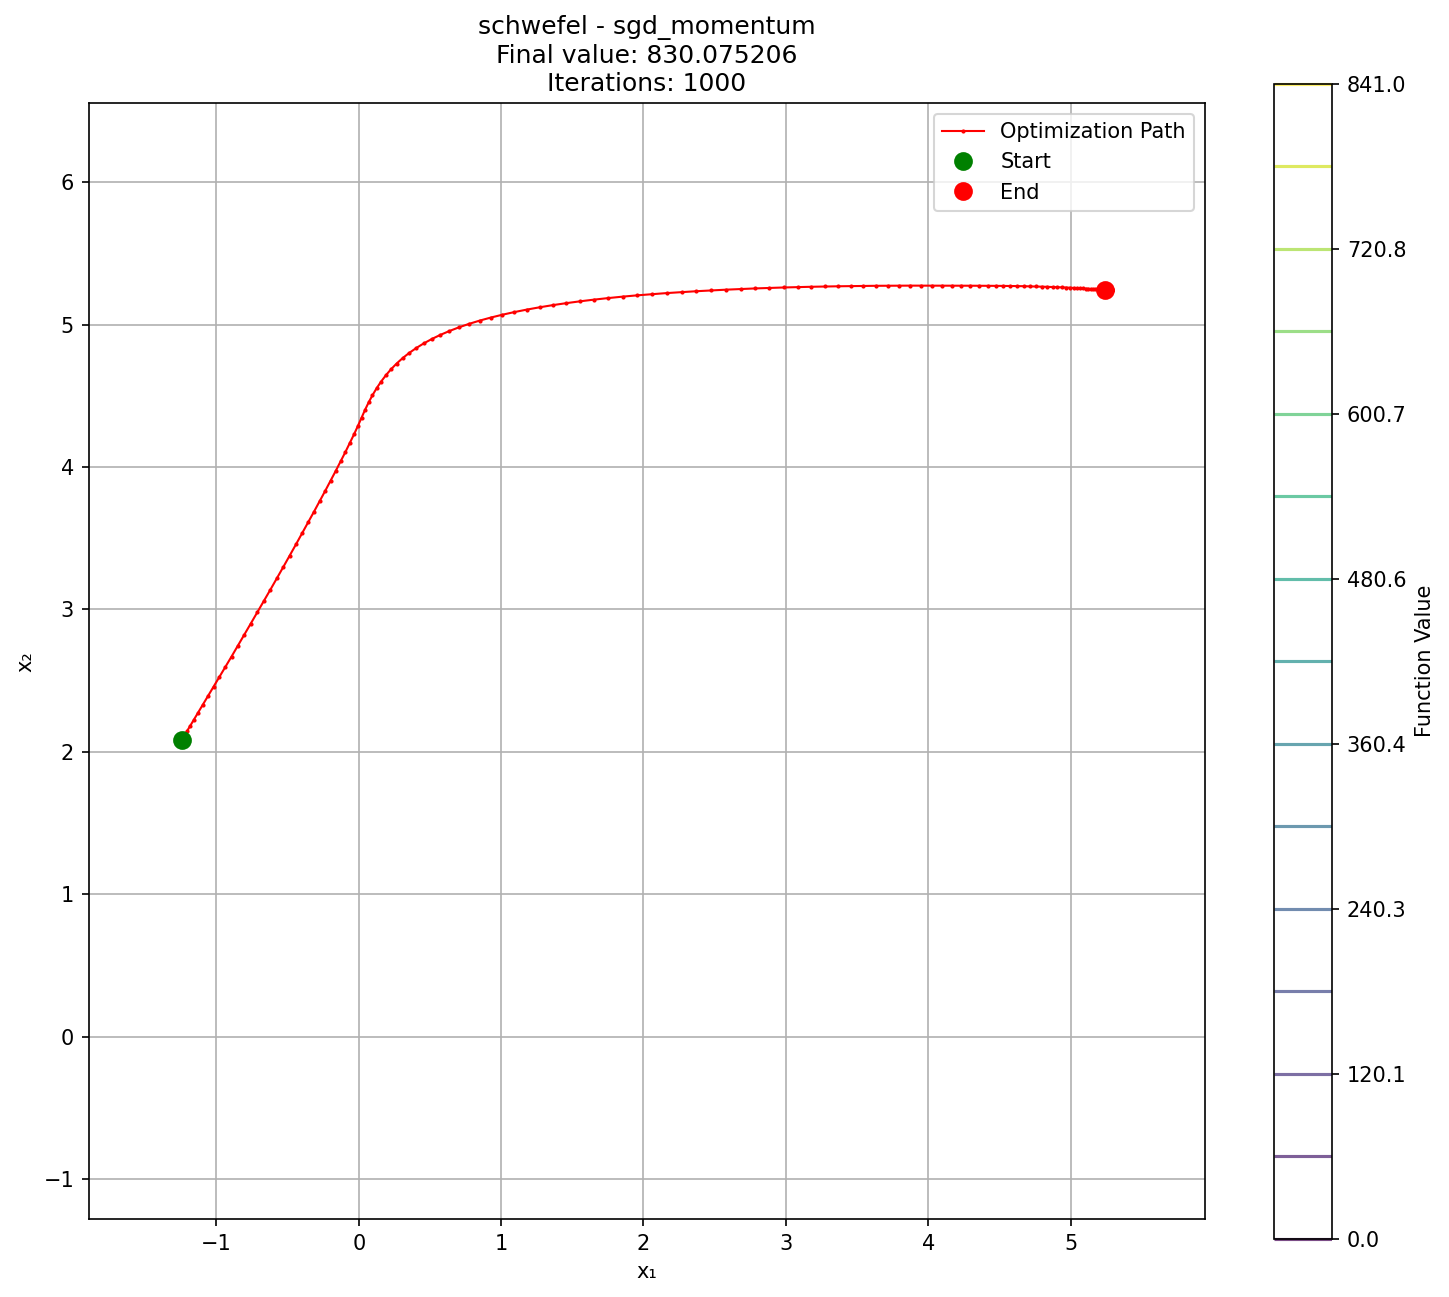 schwefel - sgd_momentum
Final value: 830.075206
Iterations: 1000
Optimization Path
Start
End
6
5
4
3
2
1
0
−1
x₂
−1
0
1
2
3
4
5
x₁
841.0
720.8
600.7
480.6
360.4
240.3
120.1
0.0
Function Value